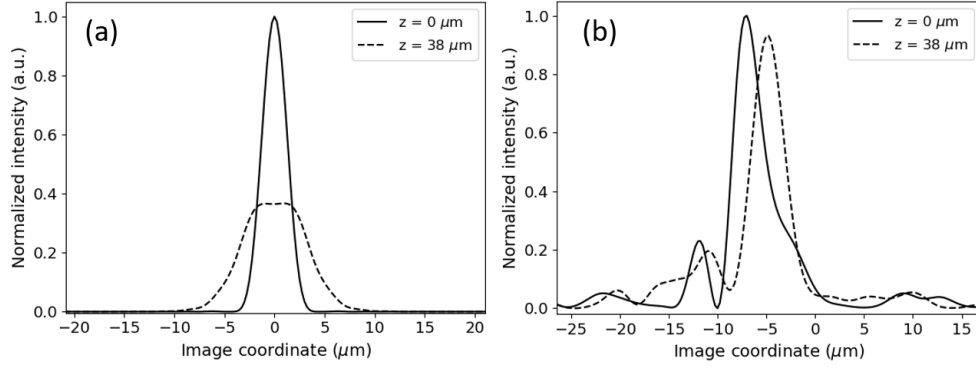 (a)
z = 0 μm
z = 38 μm
Normalized intensity (a.u.)
1.0
0.8
0.6
0.4
0.2
0.0
−20 −15 −10 −5 0 5 10 15 20
Image coordinate (μm)
(b)
z = 0 μm
z = 38 μm
Normalized intensity (a.u.)
1.0
0.8
0.6
0.4
0.2
0.0
−25 −20 −15 −10 −5 0 5 10 15
Image coordinate (μm)